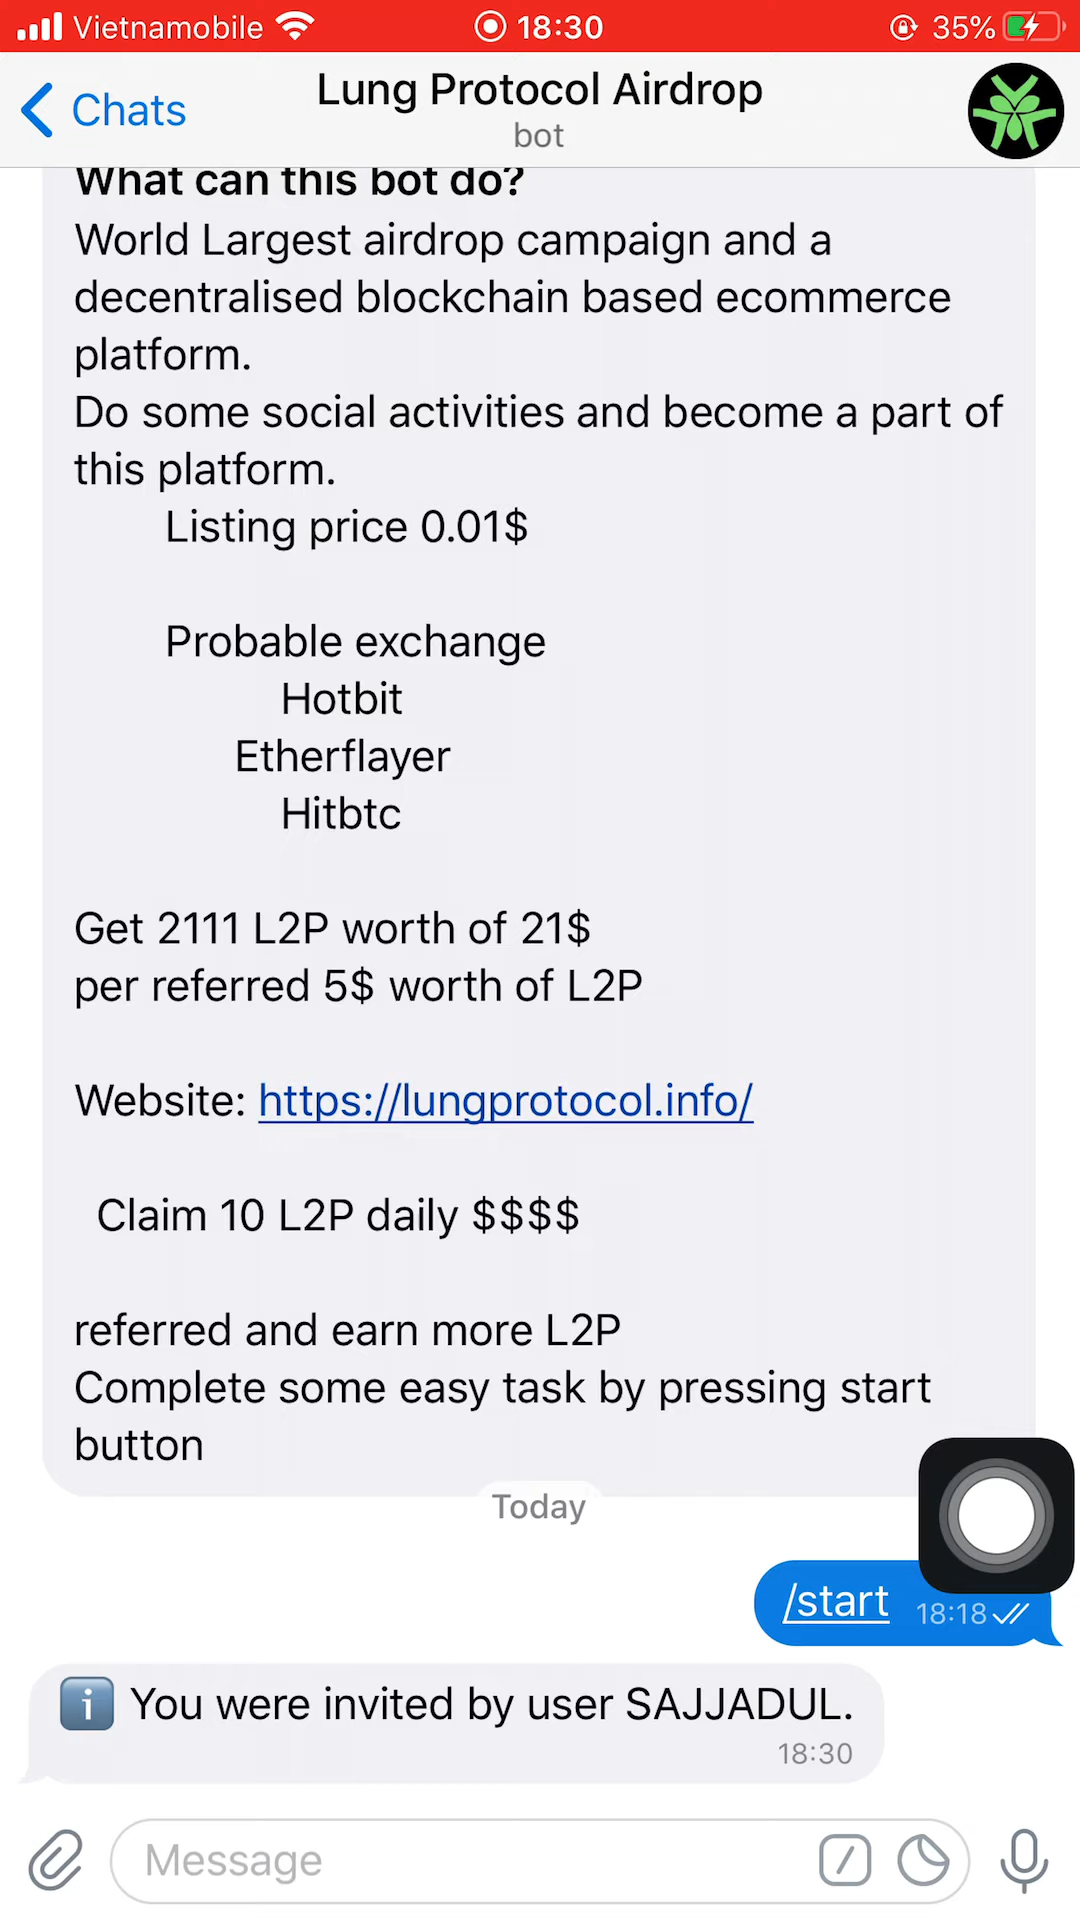 Vietnamobile 18:30 35%
Chats
Lung Protocol Airdrop
bot
What can this bot do?
World Largest airdrop campaign and a
decentralised blockchain based ecommerce
platform.
Do some social activities and become a part of
this platform.
Listing price 0.01$
Probable exchange
Hotbit
Etherflayer
Hitbtc
Get 2111 L2P worth of 21$
per referred 5$ worth of L2P
Website: https://lungprotocol.info/
Claim 10 L2P daily $$$$
referred and earn more L2P
Complete some easy task by pressing start
button
Today
/start 18:18
You were invited by user SAJJADUL.
18:30
Message